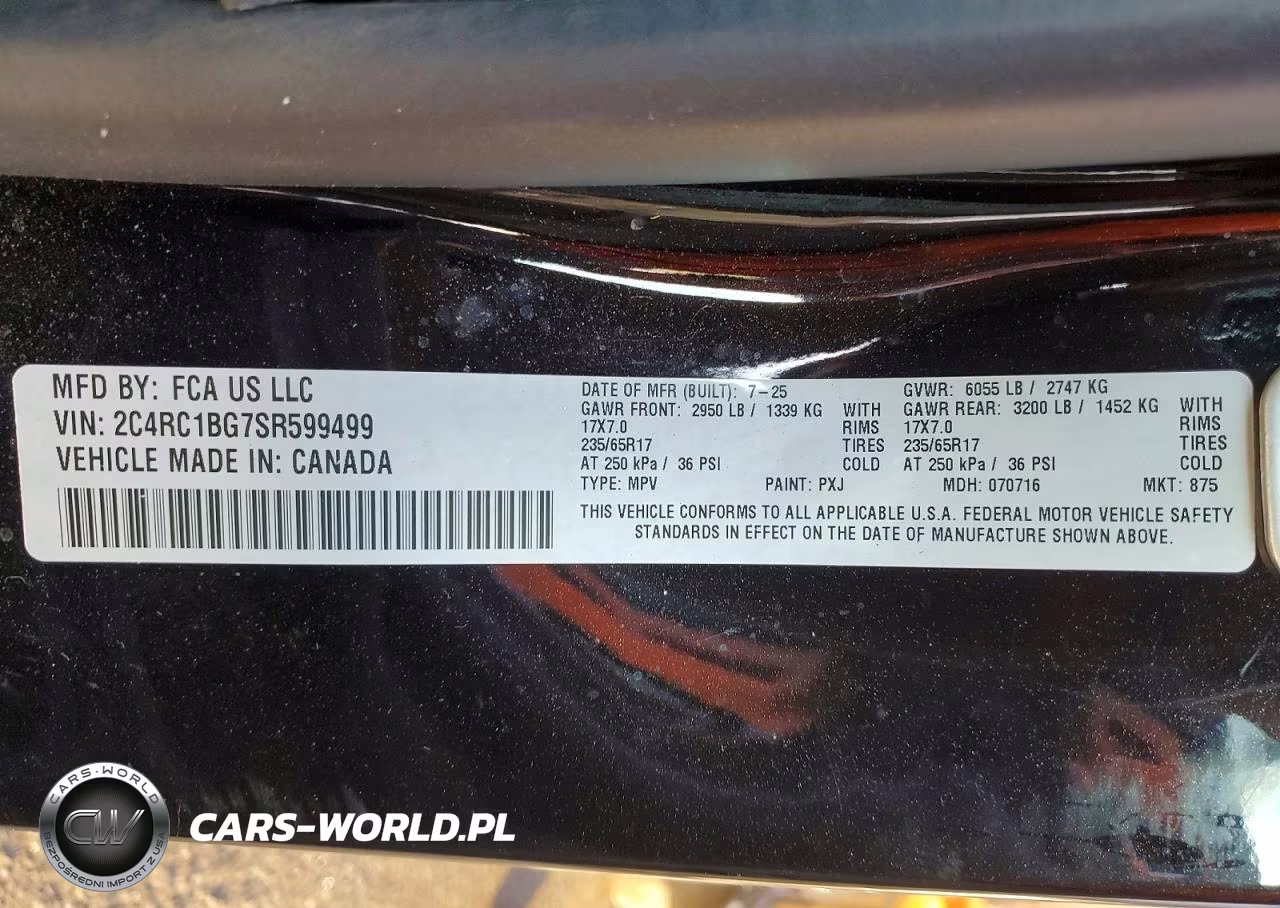 MFD BY: FCA US LLC
VIN: 2C4RC1BG7SR599499
VEHICLE MADE IN: CANADA
DATE OF MFR (BUILT): 7-25
GAWR FRONT: 2950 LB / 1339 KG WITH
17X7.0 RIMS
235/65R17 TIRES
AT 250 kPa / 36 PSI COLD
GVWR: 6055 LB / 2747 KG
GAWR REAR: 3200 LB / 1452 KG WITH
17X7.0 RIMS
235/65R17 TIRES
AT 250 kPa / 36 PSI COLD
TYPE: MPV PAINT: PXJ MDH: 070716 MKT: 875
THIS VEHICLE CONFORMS TO ALL APPLICABLE U.S.A. FEDERAL MOTOR VEHICLE SAFETY
STANDARDS IN EFFECT ON THE DATE OF MANUFACTURE SHOWN ABOVE.
CARS-WORLD
CW
BEZPOŚREDNI IMPORT Z USA
CARS-WORLD.PL